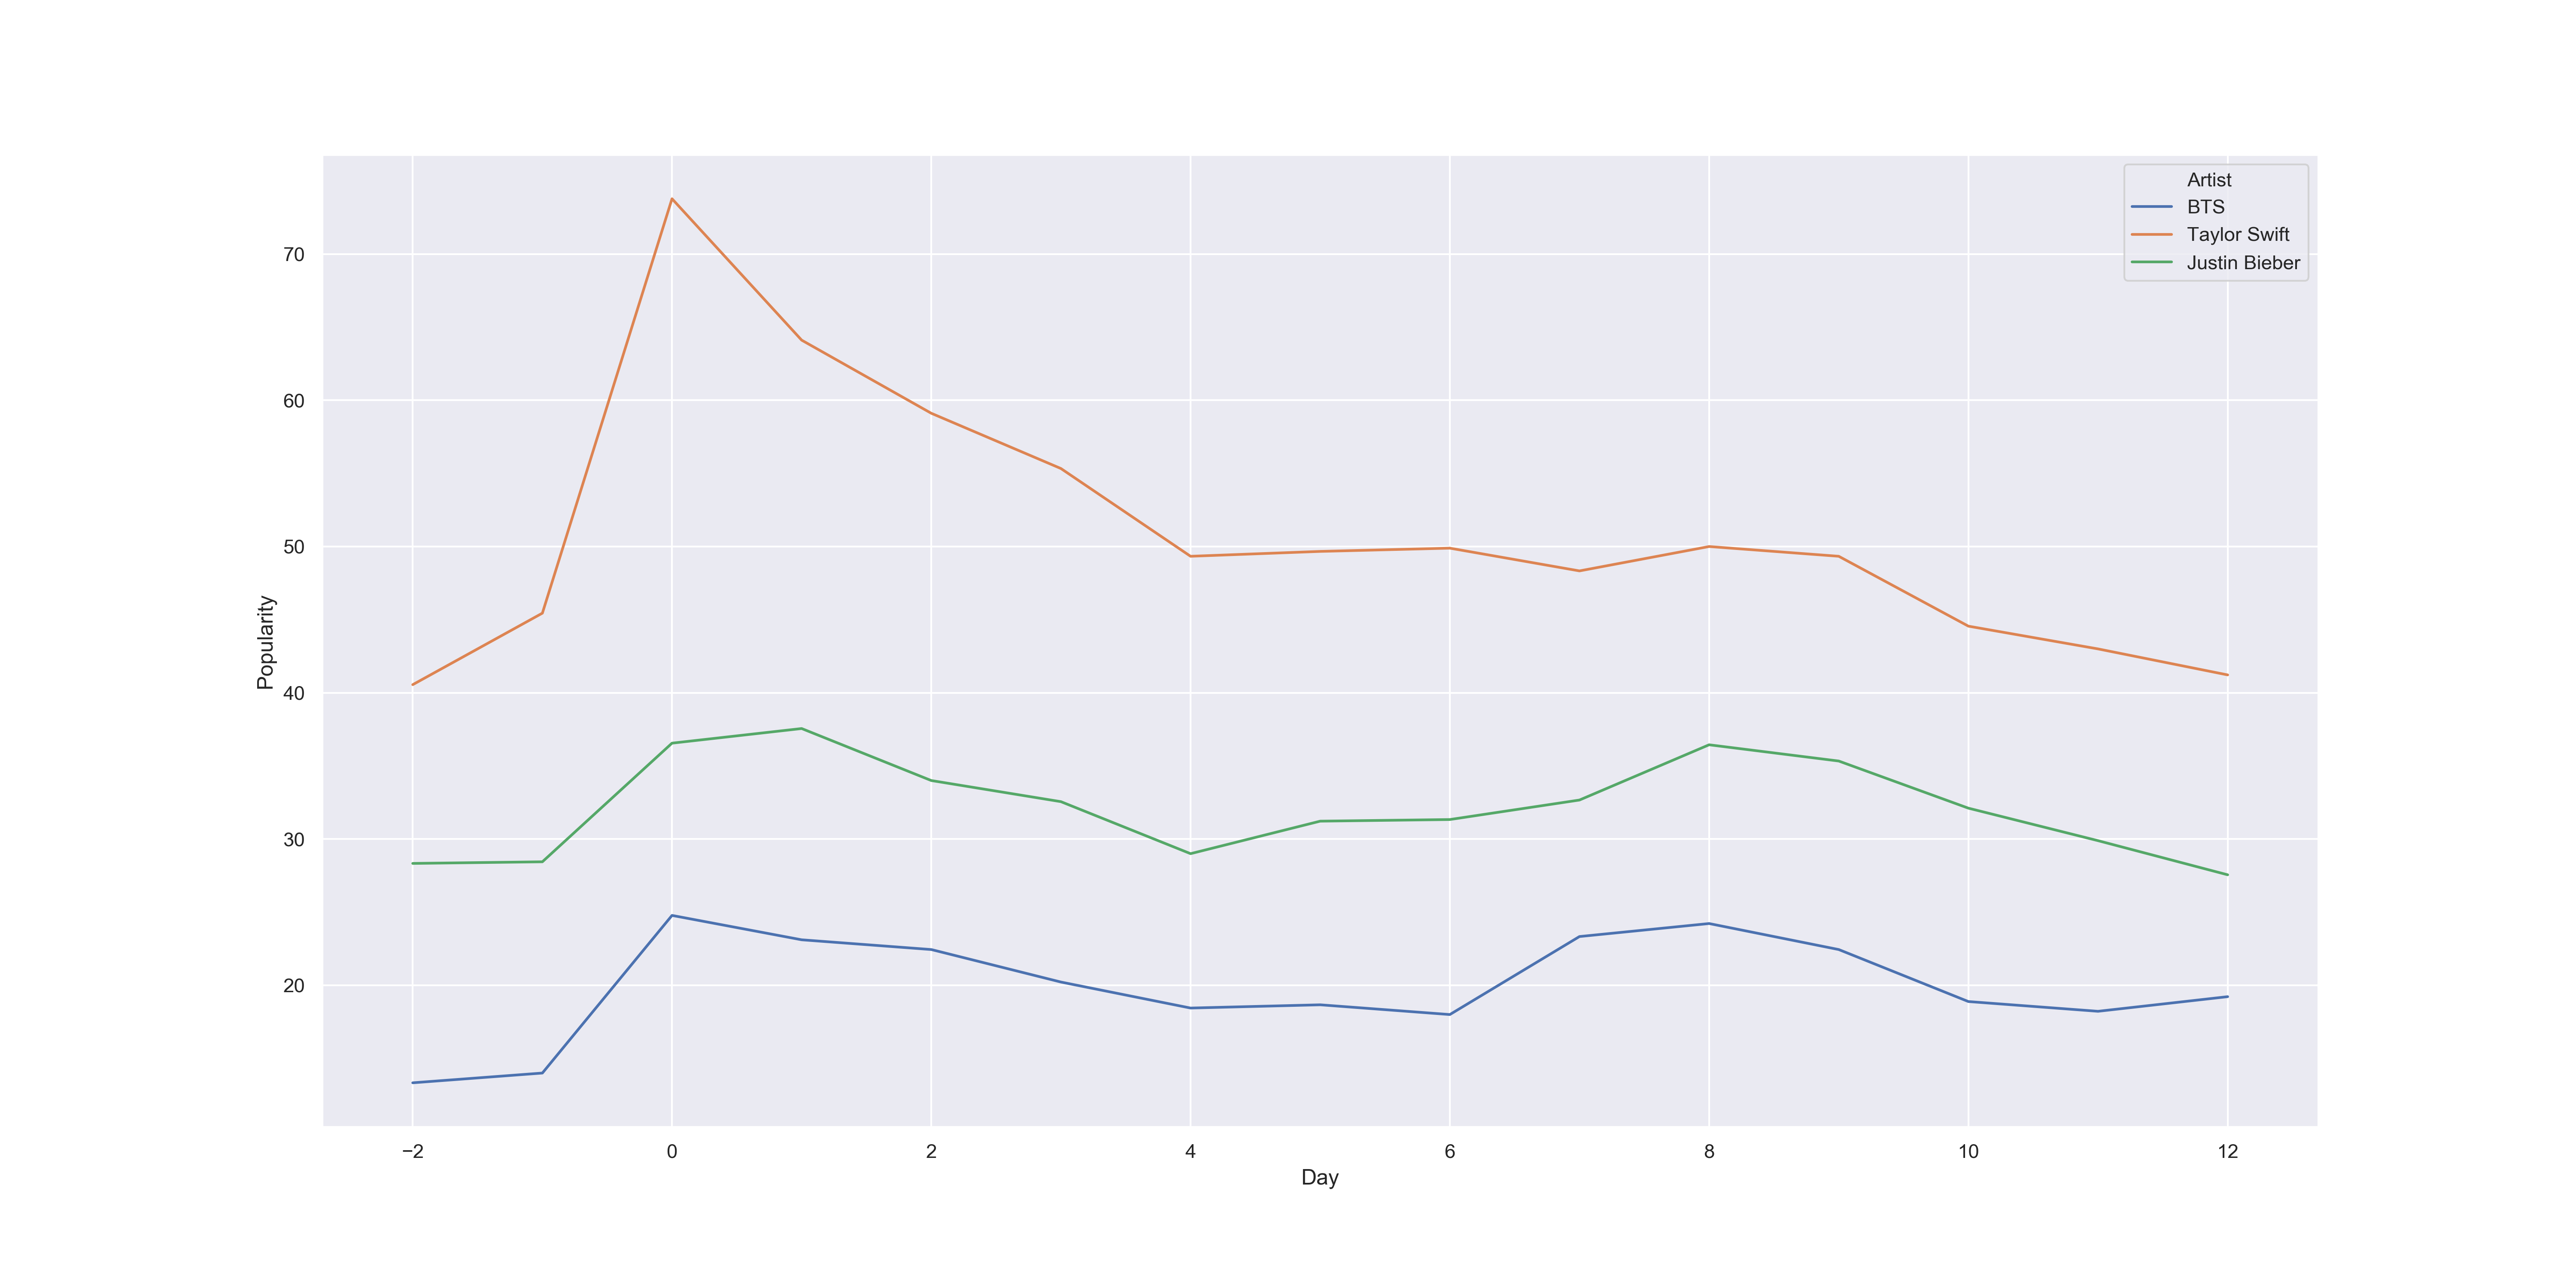 Artist
BTS
Taylor Swift
Justin Bieber
70
60
50
40
30
20
Popularity
−2 0 2 4 6 8 10 12
Day